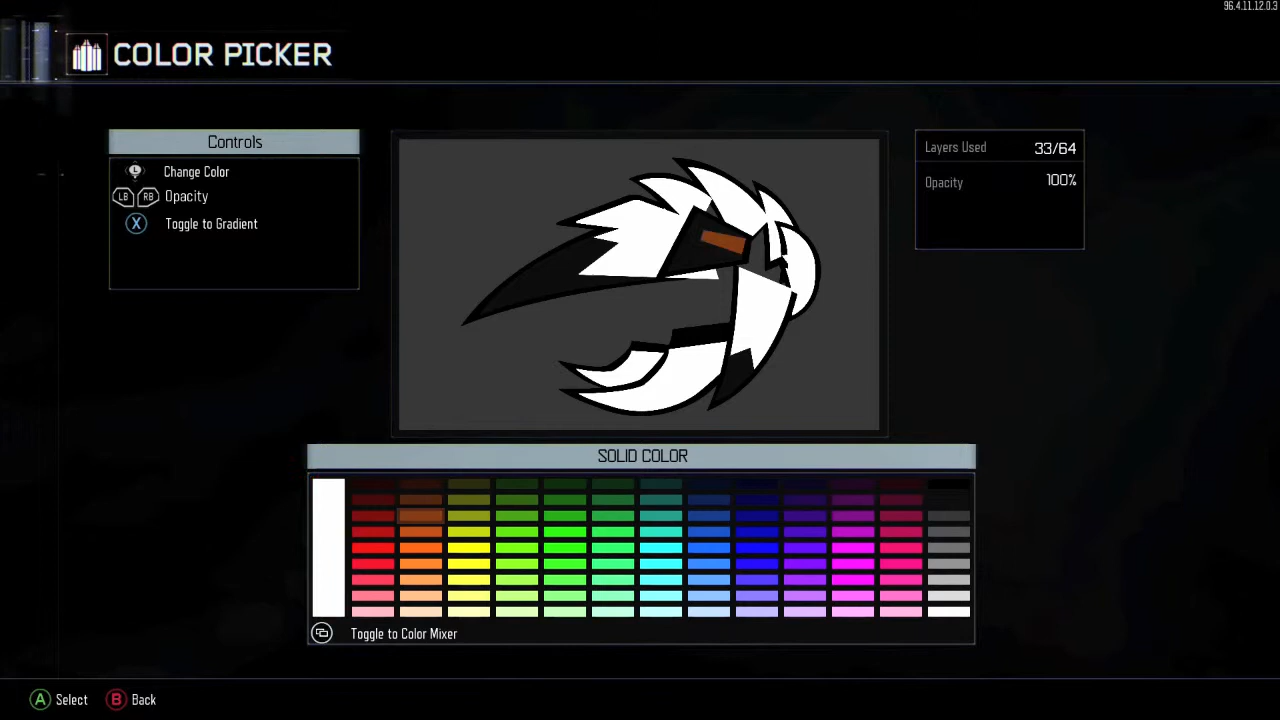 96.4.11.12.0.3
COLOR PICKER
Controls
L Change Color
LB RB Opacity
X Toggle to Gradient
Layers Used 33/64
Opacity 100%
SOLID COLOR
Toggle to Color Mixer
A Select B Back